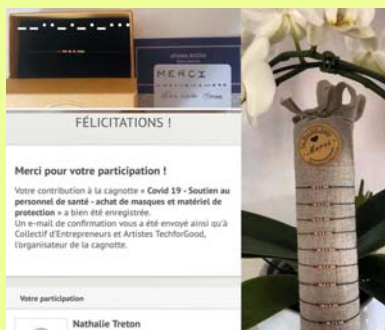 MERCI
FÉLICITATIONS !
Merci pour votre participation !
Votre contribution à la cagnotte « Covid 19 - Soutien au
personnel de santé - achat de masques et matériel de
protection » a bien été enregistrée.
Un e-mail de confirmation vous a été envoyé ainsi qu'à
Collectif d'Entrepreneurs et Artistes TechforGood,
l'organisateur de la cagnotte.
Votre participation
Nathalie Treton
Merci